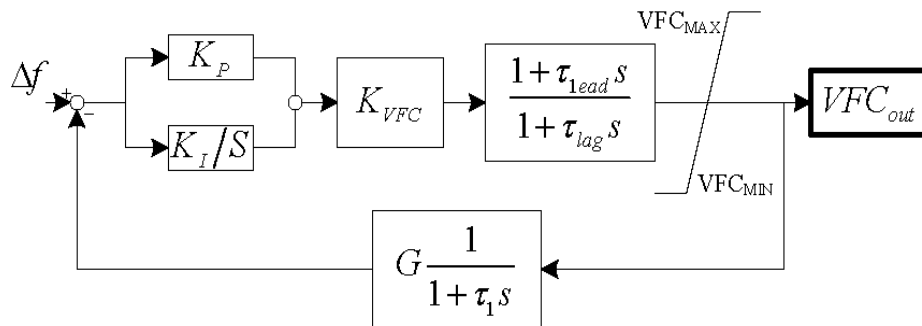 Δf
+
−
K_P
K_I/S
K_VFC
1 + τ_1ead s
1 + τ_lag s
VFC_MAX
VFC_MIN
VFC_out
G 1
1 + τ_1 s